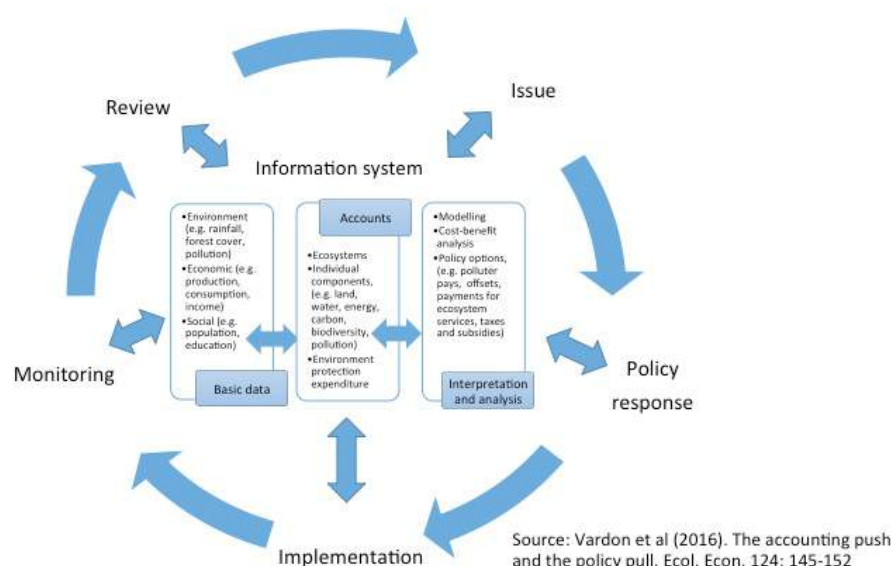 Review
Issue
Information system
•Environment
(e.g. rainfall,
forest cover,
pollution)
•Economic (e.g.
production,
consumption,
income)
•Social (e.g.
population,
education)
Basic data
Accounts
•Ecosystems
•Individual
components,
(e.g. land,
water, energy,
carbon,
biodiversity,
pollution)
•Environment
protection
expenditure
•Modelling
•Cost-benefit
analysis
•Policy options,
(e.g. polluter
pays, offsets,
payments for
ecosystem
services, taxes
and subsidies)
Interpretation
and analysis
Monitoring
Policy
response
Implementation
Source: Vardon et al (2016). The accounting push
and the policy pull. Ecol. Econ. 124: 145-152